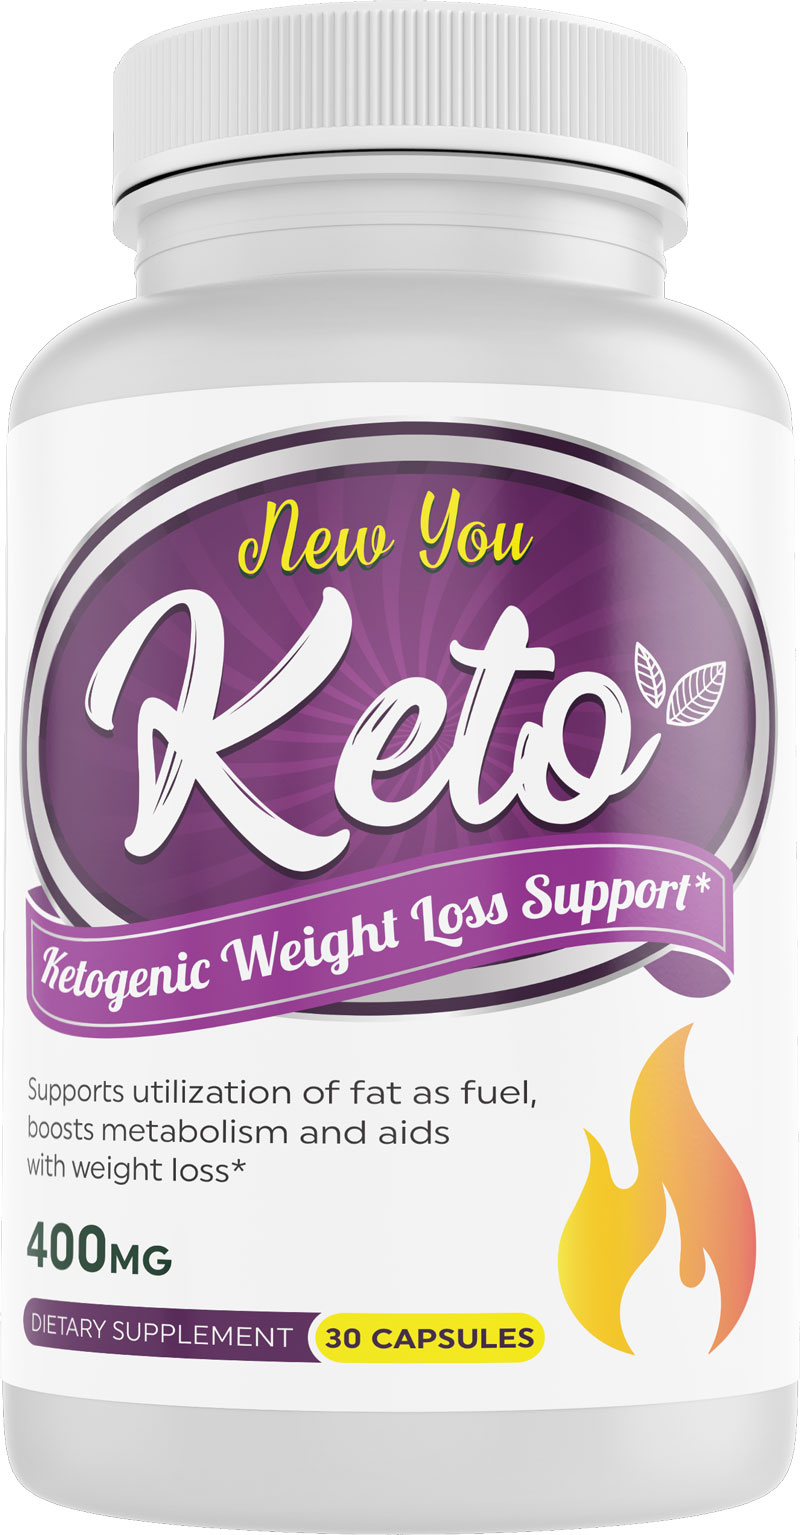 New You
Keto
Ketogenic Weight Loss Support*
Supports utilization of fat as fuel,
boosts metabolism and aids
with weight loss*
400MG
DIETARY SUPPLEMENT
30 CAPSULES